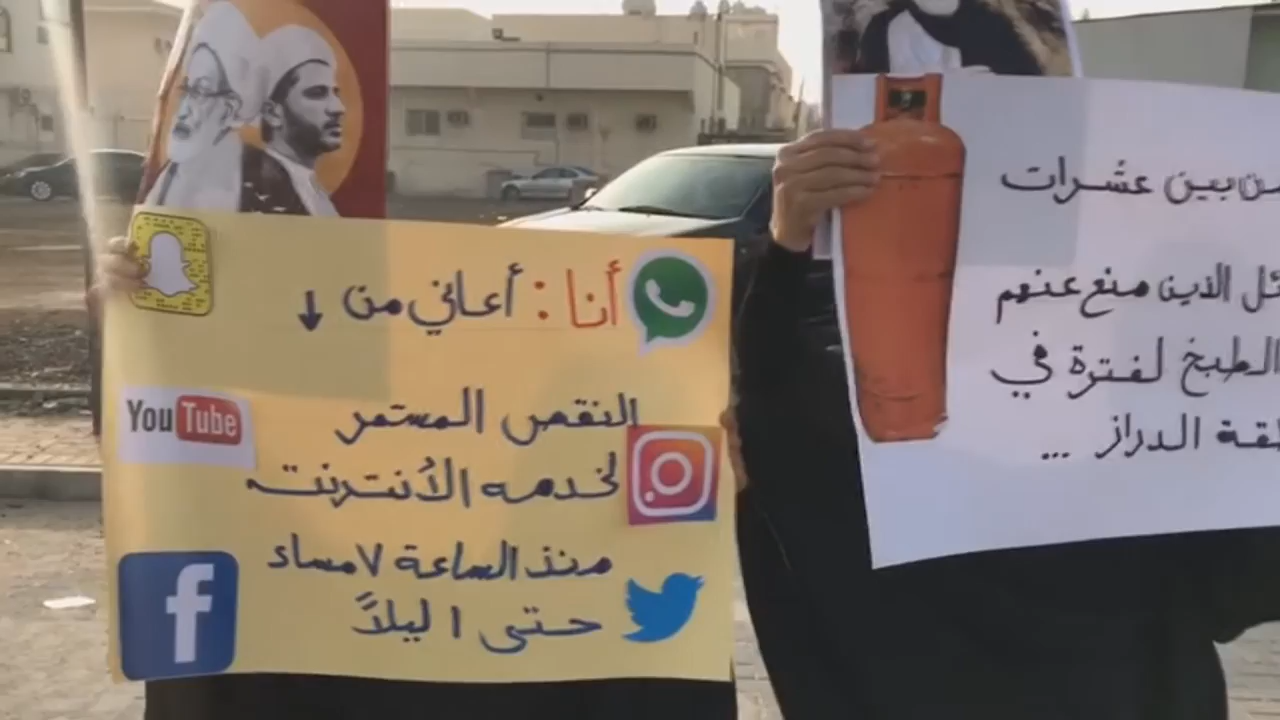 أنا : أعاني من ↓
النقص المستمر
لخدمه الأنترنت
منذ الساعة ٧ مساء
حتى ١ ليلاً
YouTube
f
بين عشرات
الذين منع عنهم
الطبخ لفترة في
الدراز ...